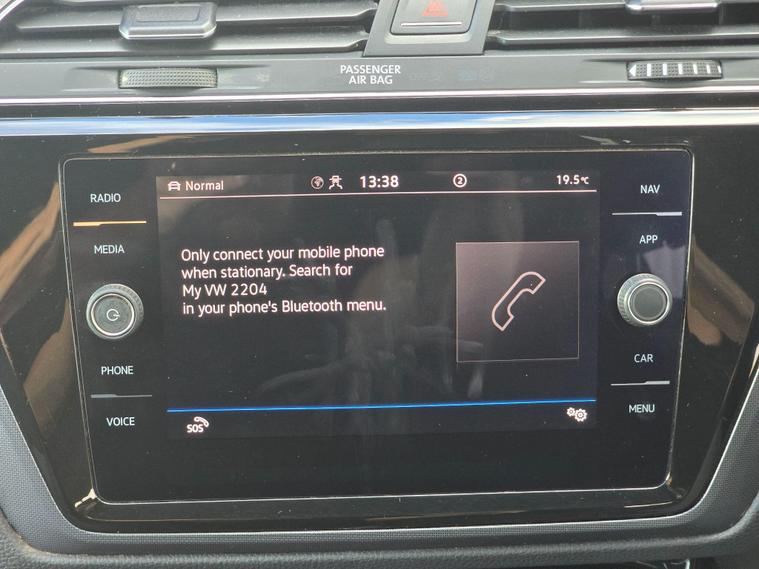 PASSENGER
AIR BAG
RADIO
MEDIA
PHONE
VOICE
Normal
13:38
2
19.5°C
Only connect your mobile phone
when stationary. Search for
My VW 2204
in your phone's Bluetooth menu.
SOS
NAV
APP
CAR
MENU